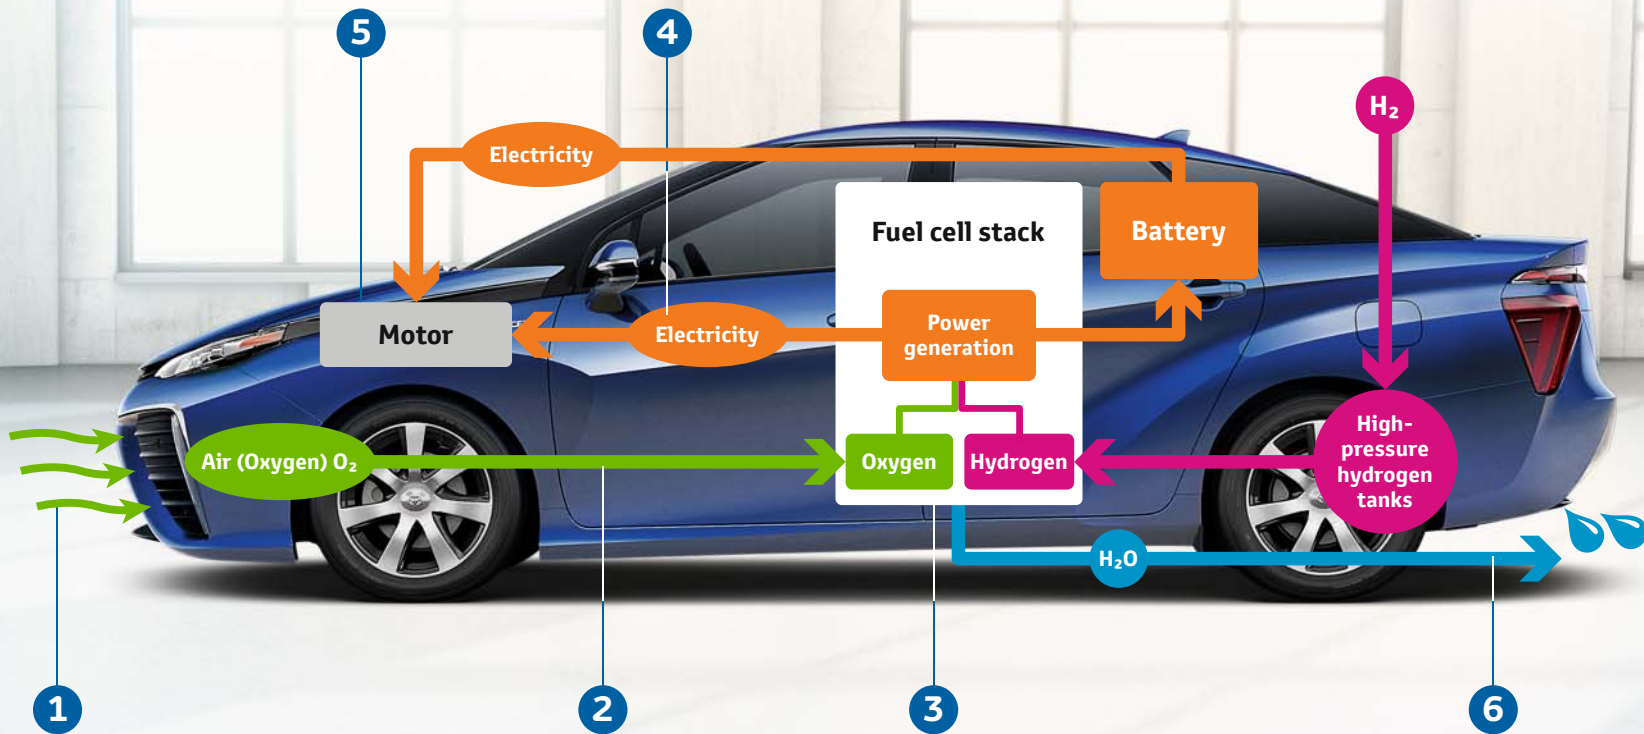 5
4
H₂
Electricity
Fuel cell stack
Battery
Motor
Electricity
Power
generation
Air (Oxygen) O₂
Oxygen
Hydrogen
High-
pressure
hydrogen
tanks
H₂O
1
2
3
6